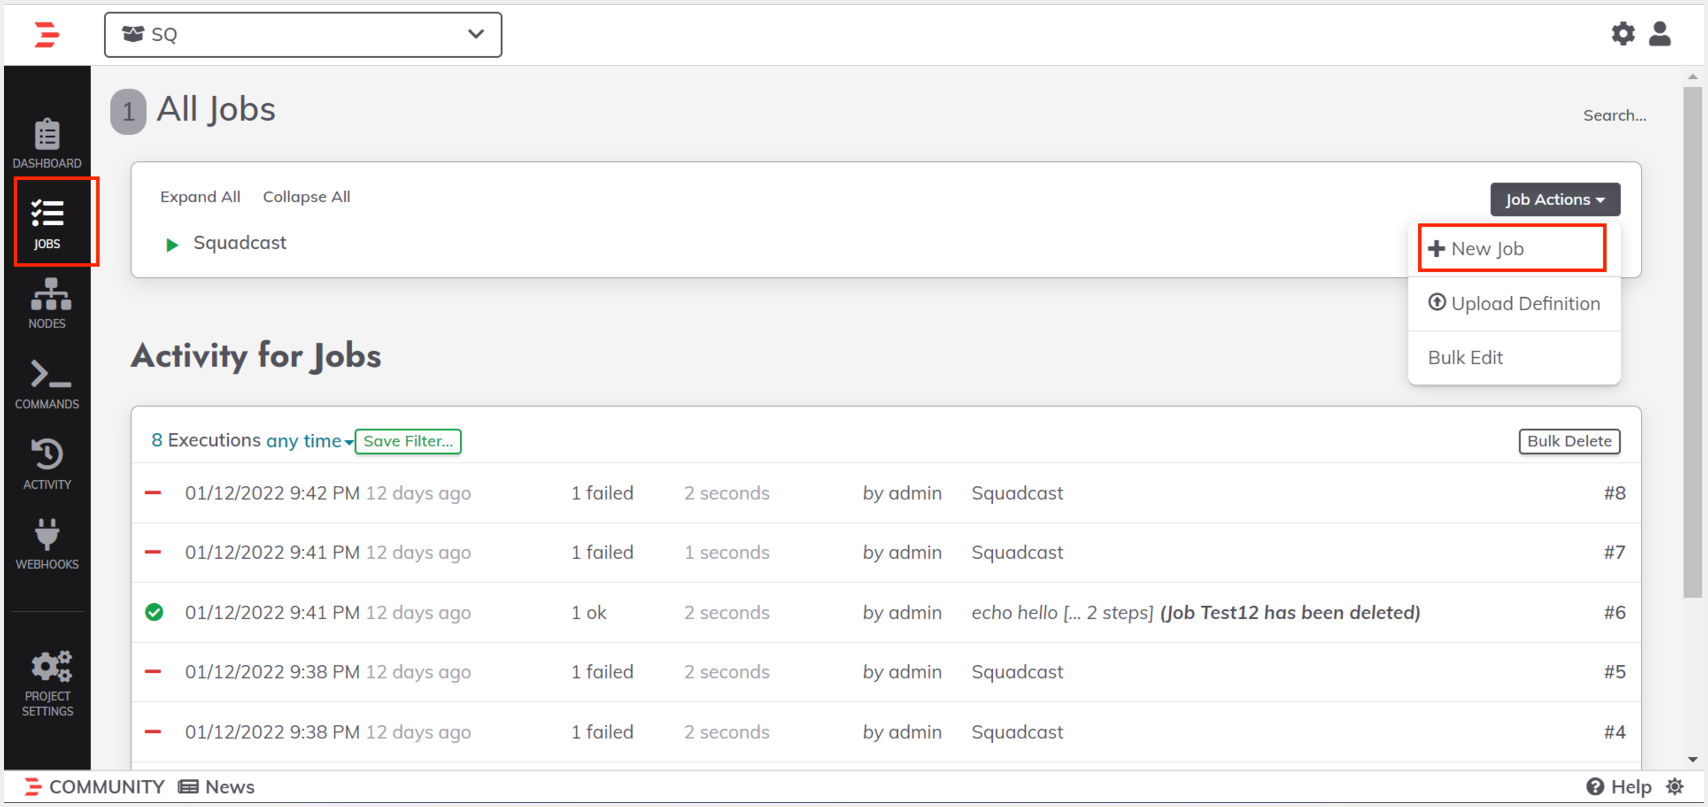 SQ
DASHBOARD
JOBS
NODES
COMMANDS
ACTIVITY
WEBHOOKS
PROJECT
SETTINGS
1 All Jobs
Search...
Expand All Collapse All
Job Actions
Squadcast
New Job
Upload Definition
Bulk Edit
Activity for Jobs
8 Executions any time Save Filter... Bulk Delete
01/12/2022 9:42 PM 12 days ago 1 failed 2 seconds by admin Squadcast #8
01/12/2022 9:41 PM 12 days ago 1 failed 1 seconds by admin Squadcast #7
01/12/2022 9:41 PM 12 days ago 1 ok 2 seconds by admin echo hello [... 2 steps] (Job Test12 has been deleted) #6
01/12/2022 9:38 PM 12 days ago 1 failed 2 seconds by admin Squadcast #5
01/12/2022 9:38 PM 12 days ago 1 failed 2 seconds by admin Squadcast #4
COMMUNITY News Help